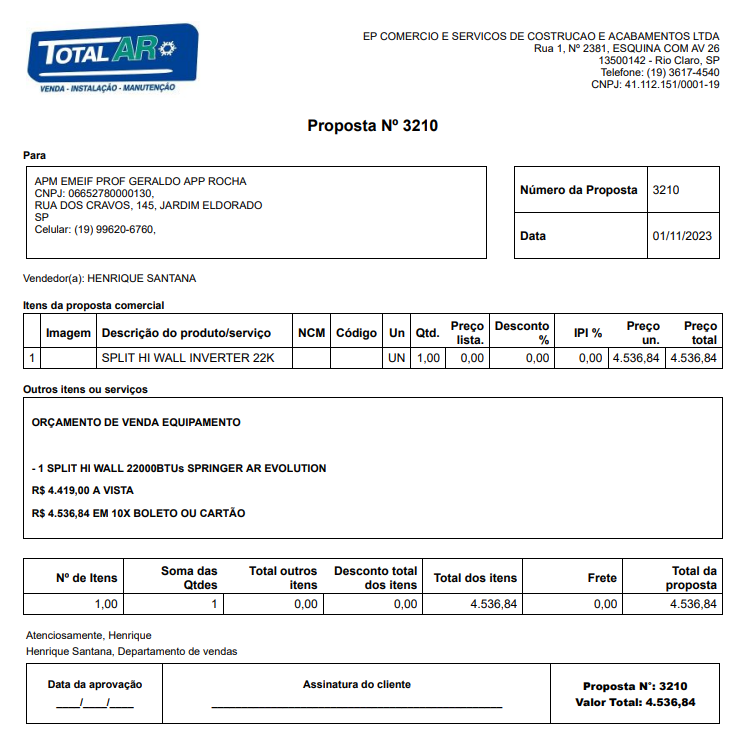 TOTAL AR
VENDA - INSTALAÇÃO - MANUTENÇÃO
EP COMERCIO E SERVICOS DE COSTRUCAO E ACABAMENTOS LTDA
Rua 1, Nº 2381, ESQUINA COM AV 26
13500142 - Rio Claro, SP
Telefone: (19) 3617-4540
CNPJ: 41.112.151/0001-19
Proposta Nº 3210
Para
APM EMEIF PROF GERALDO APP ROCHA
CNPJ: 06652780000130,
RUA DOS CRAVOS, 145, JARDIM ELDORADO
SP
Celular: (19) 99620-6760,
Número da Proposta 3210
Data 01/11/2023
Vendedor(a): HENRIQUE SANTANA
Itens da proposta comercial
Imagem Descrição do produto/serviço NCM Código Un Qtd. Preço lista. Desconto % IPI % Preço un. Preço total
1 SPLIT HI WALL INVERTER 22K UN 1,00 0,00 0,00 0,00 4.536,84 4.536,84
Outros itens ou serviços
ORÇAMENTO DE VENDA EQUIPAMENTO
- 1 SPLIT HI WALL 22000BTUs SPRINGER AR EVOLUTION
R$ 4.419,00 A VISTA
R$ 4.536,84 EM 10X BOLETO OU CARTÃO
Nº de Itens Soma das Qtdes Total outros itens Desconto total dos itens Total dos itens Frete Total da proposta
1,00 1 0,00 0,00 4.536,84 0,00 4.536,84
Atenciosamente, Henrique
Henrique Santana, Departamento de vendas
Data da aprovação Assinatura do cliente Proposta N°: 3210
____/____/____ Valor Total: 4.536,84